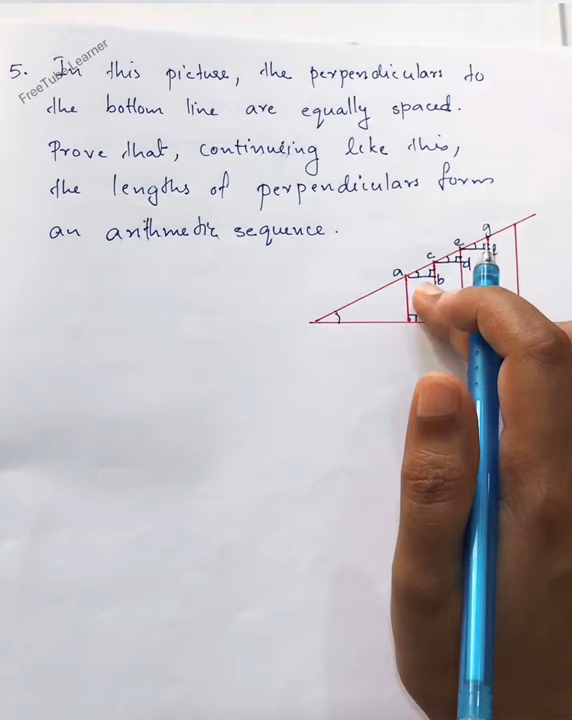 FreeTube Learner
5. In this picture, the perpendiculars to
the bottom line are equally spaced.
Prove that, continuing like this,
the lengths of perpendiculars form
an arithmetic sequence.
g
e f
c d
a b